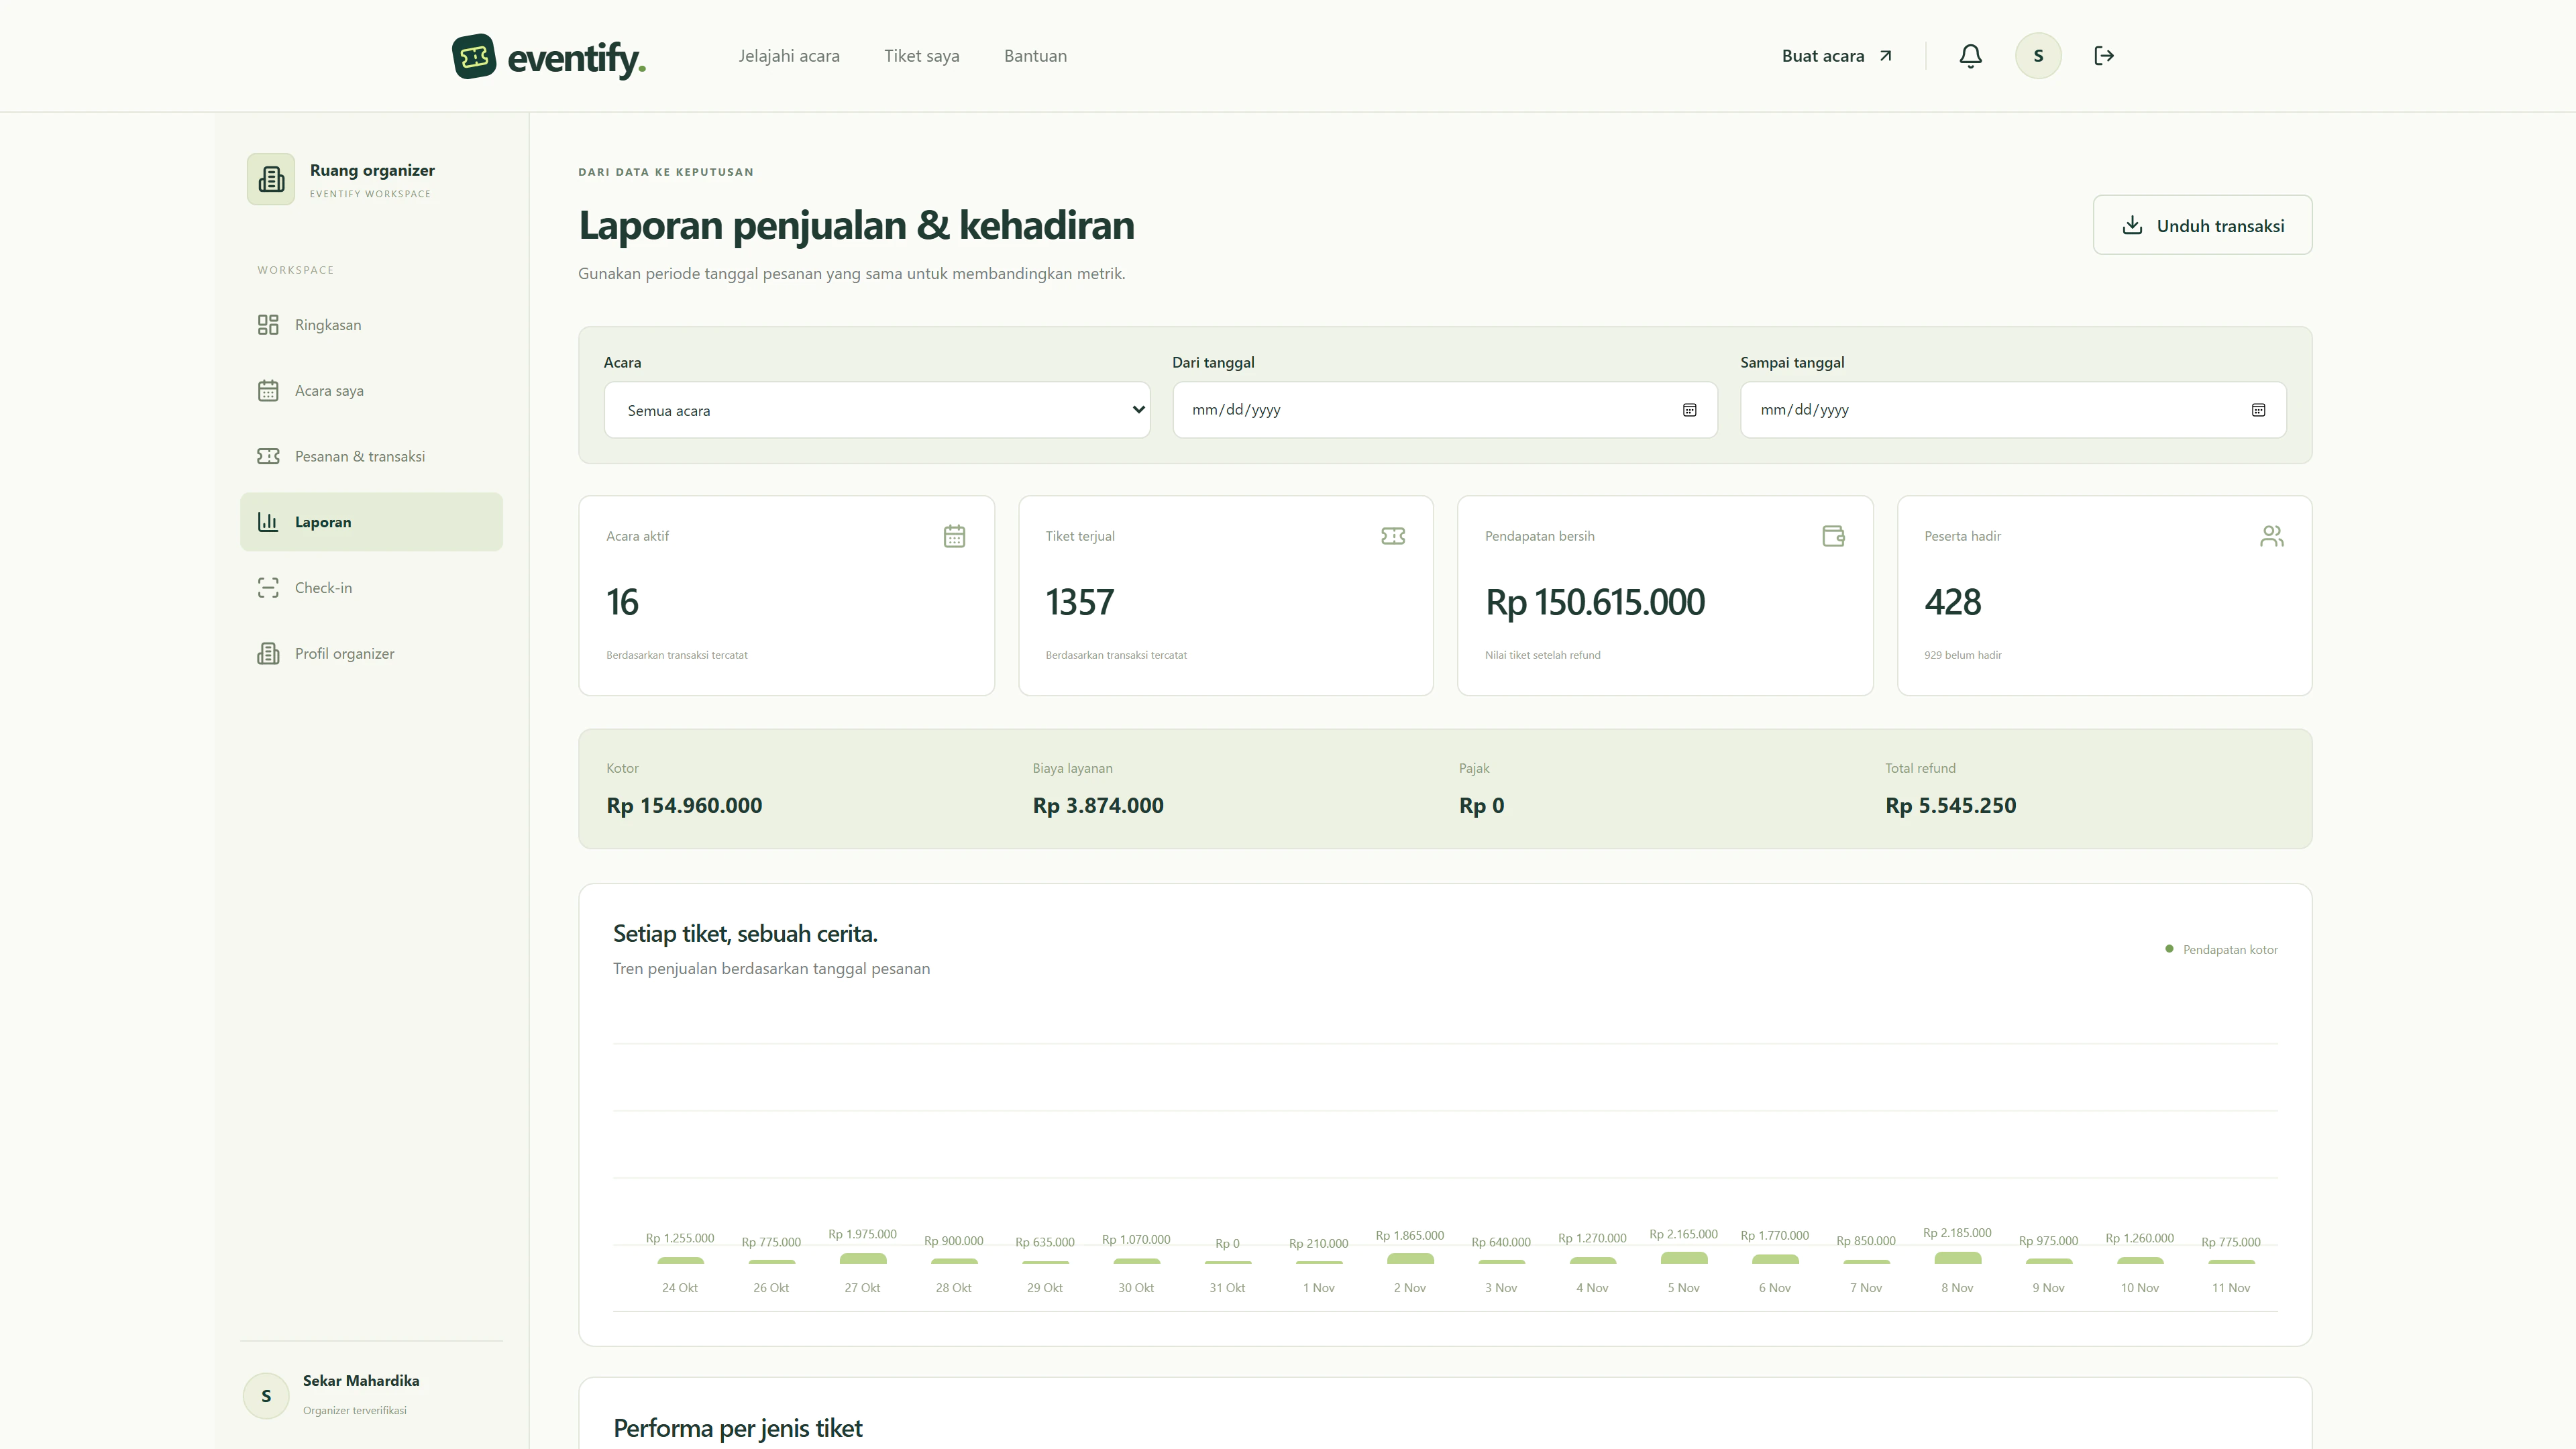 eventify.
Jelajahi acara
Tiket saya
Bantuan
Buat acara
S
Ruang organizer
EVENTIFY WORKSPACE
WORKSPACE
Ringkasan
Acara saya
Pesanan & transaksi
Laporan
Check-in
Profil organizer
S
Sekar Mahardika
Organizer terverifikasi
DARI DATA KE KEPUTUSAN
Laporan penjualan & kehadiran
Gunakan periode tanggal pesanan yang sama untuk membandingkan metrik.
Unduh transaksi
Acara
Semua acara
Dari tanggal
mm/dd/yyyy
Sampai tanggal
mm/dd/yyyy
Acara aktif
16
Berdasarkan transaksi tercatat
Tiket terjual
1357
Berdasarkan transaksi tercatat
Pendapatan bersih
Rp 150.615.000
Nilai tiket setelah refund
Peserta hadir
428
929 belum hadir
Kotor
Rp 154.960.000
Biaya layanan
Rp 3.874.000
Pajak
Rp 0
Total refund
Rp 5.545.250
Setiap tiket, sebuah cerita.
Tren penjualan berdasarkan tanggal pesanan
Pendapatan kotor
Rp 1.255.000
24 Okt
Rp 775.000
26 Okt
Rp 1.975.000
27 Okt
Rp 900.000
28 Okt
Rp 635.000
29 Okt
Rp 1.070.000
30 Okt
Rp 0
31 Okt
Rp 210.000
1 Nov
Rp 1.865.000
2 Nov
Rp 640.000
3 Nov
Rp 1.270.000
4 Nov
Rp 2.165.000
5 Nov
Rp 1.770.000
6 Nov
Rp 850.000
7 Nov
Rp 2.185.000
8 Nov
Rp 975.000
9 Nov
Rp 1.260.000
10 Nov
Rp 775.000
11 Nov
Performa per jenis tiket